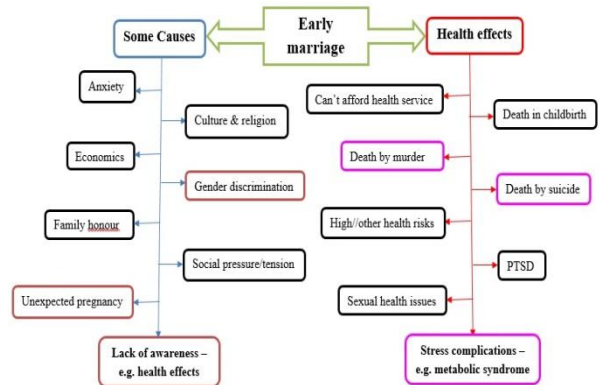 Some Causes
Early
marriage
Health effects
Anxiety
Culture & religion
Economics
Gender discrimination
Family honour
Social pressure/tension
Unexpected pregnancy
Lack of awareness –
e.g. health effects
Can't afford health service
Death in childbirth
Death by murder
Death by suicide
High//other health risks
PTSD
Sexual health issues
Stress complications –
e.g. metabolic syndrome